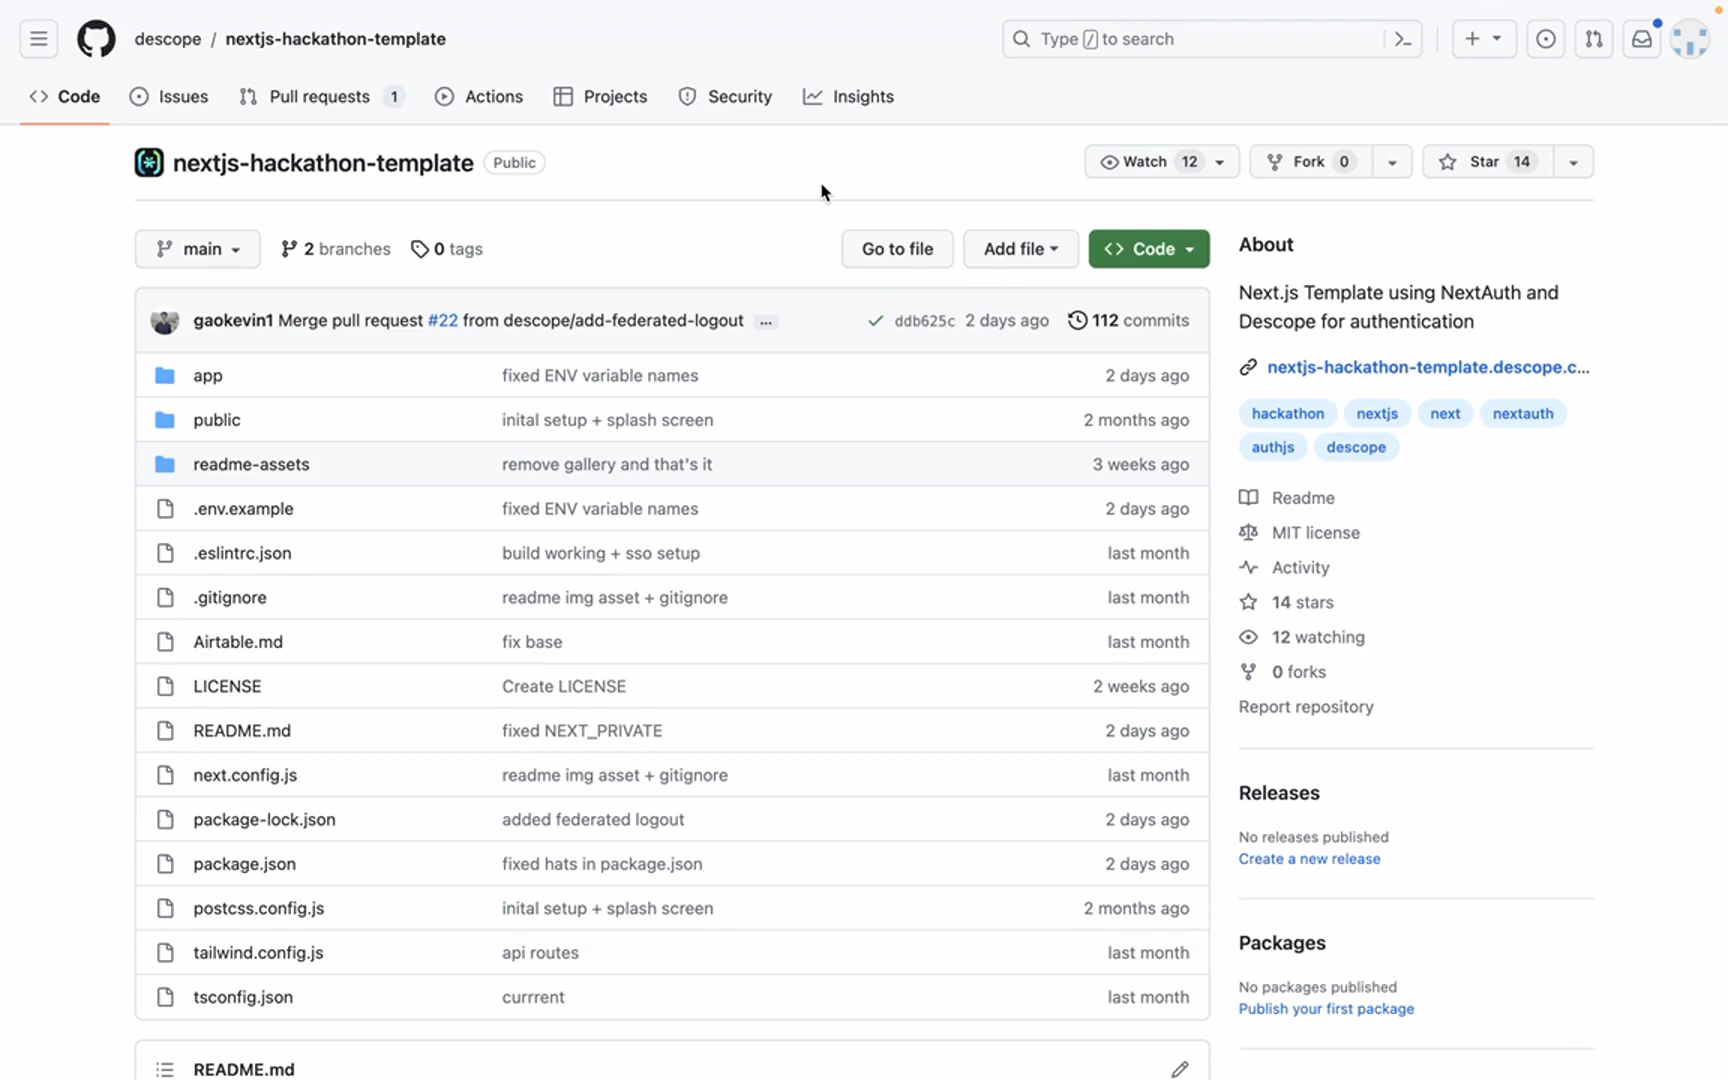 descope / nextjs-hackathon-template
Type / to search
Code Issues Pull requests 1 Actions Projects Security Insights
nextjs-hackathon-template Public
Watch 12 Fork 0 Star 14
main 2 branches 0 tags Go to file Add file Code
gaokevin1 Merge pull request #22 from descope/add-federated-logout ... ddb625c 2 days ago 112 commits
app fixed ENV variable names 2 days ago
public inital setup + splash screen 2 months ago
readme-assets remove gallery and that's it 3 weeks ago
.env.example fixed ENV variable names 2 days ago
.eslintrc.json build working + sso setup last month
.gitignore readme img asset + gitignore last month
Airtable.md fix base last month
LICENSE Create LICENSE 2 weeks ago
README.md fixed NEXT_PRIVATE 2 days ago
next.config.js readme img asset + gitignore last month
package-lock.json added federated logout 2 days ago
package.json fixed hats in package.json 2 days ago
postcss.config.js inital setup + splash screen 2 months ago
tailwind.config.js api routes last month
tsconfig.json currrent last month
README.md
About
Next.js Template using NextAuth and
Descope for authentication
nextjs-hackathon-template.descope.c...
hackathon nextjs next nextauth
authjs descope
Readme
MIT license
Activity
14 stars
12 watching
0 forks
Report repository
Releases
No releases published
Create a new release
Packages
No packages published
Publish your first package